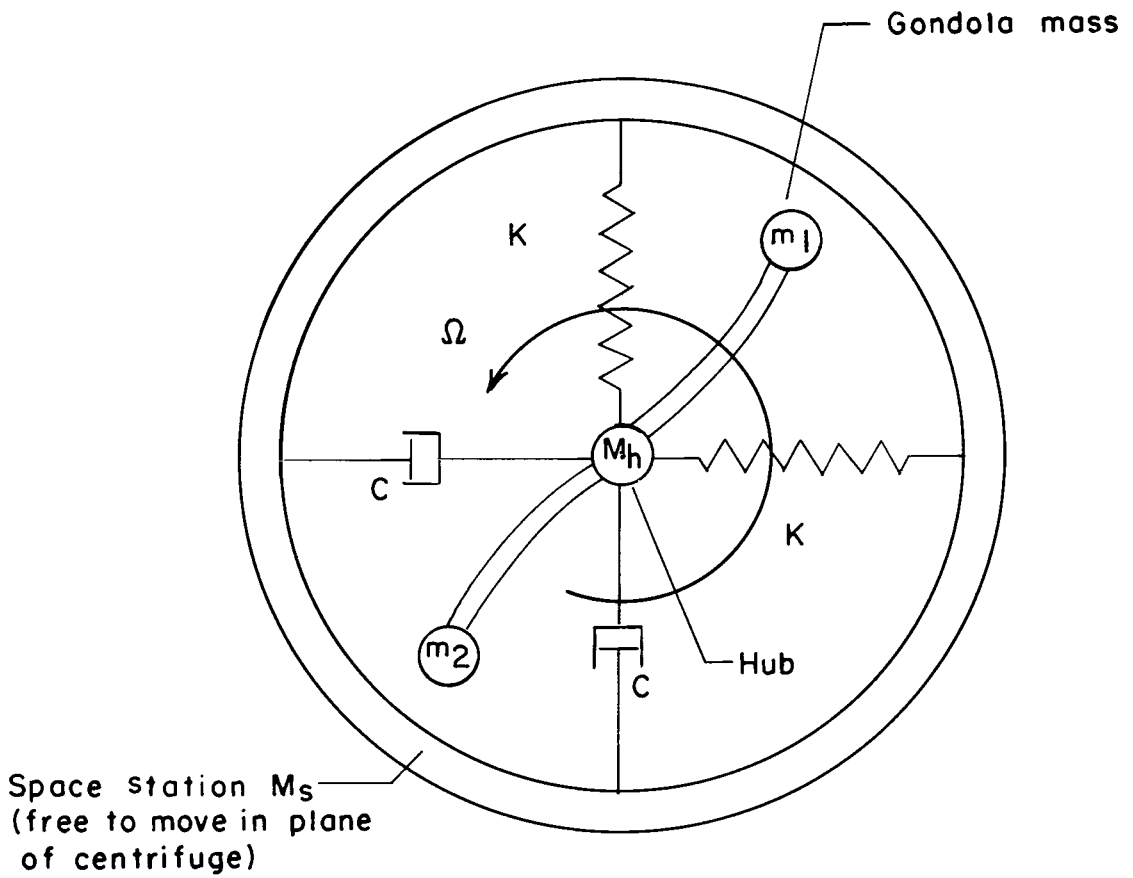 Gondola mass
K
m1
Ω
Mh
C
K
m2
Hub
C
Space station Ms
(free to move in plane
of centrifuge)